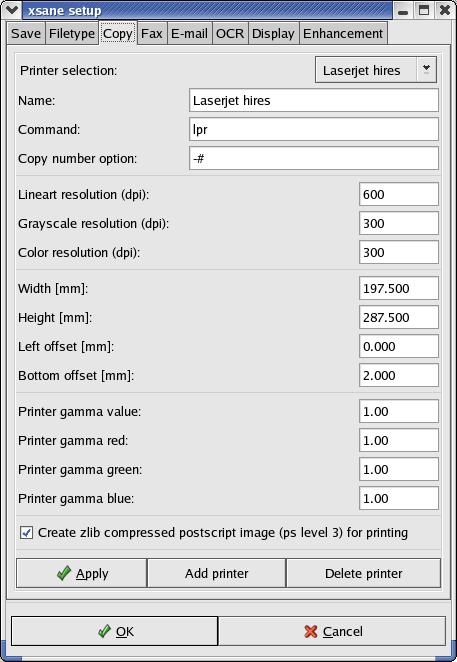 xsane setup
Save Filetype Copy Fax E-mail OCR Display Enhancement
Printer selection: Laserjet hires
Name: Laserjet hires
Command: lpr
Copy number option: -#
Lineart resolution (dpi): 600
Grayscale resolution (dpi): 300
Color resolution (dpi): 300
Width [mm]: 197.500
Height [mm]: 287.500
Left offset [mm]: 0.000
Bottom offset [mm]: 2.000
Printer gamma value: 1.00
Printer gamma red: 1.00
Printer gamma green: 1.00
Printer gamma blue: 1.00
Create zlib compressed postscript image (ps level 3) for printing
Apply Add printer Delete printer
OK Cancel